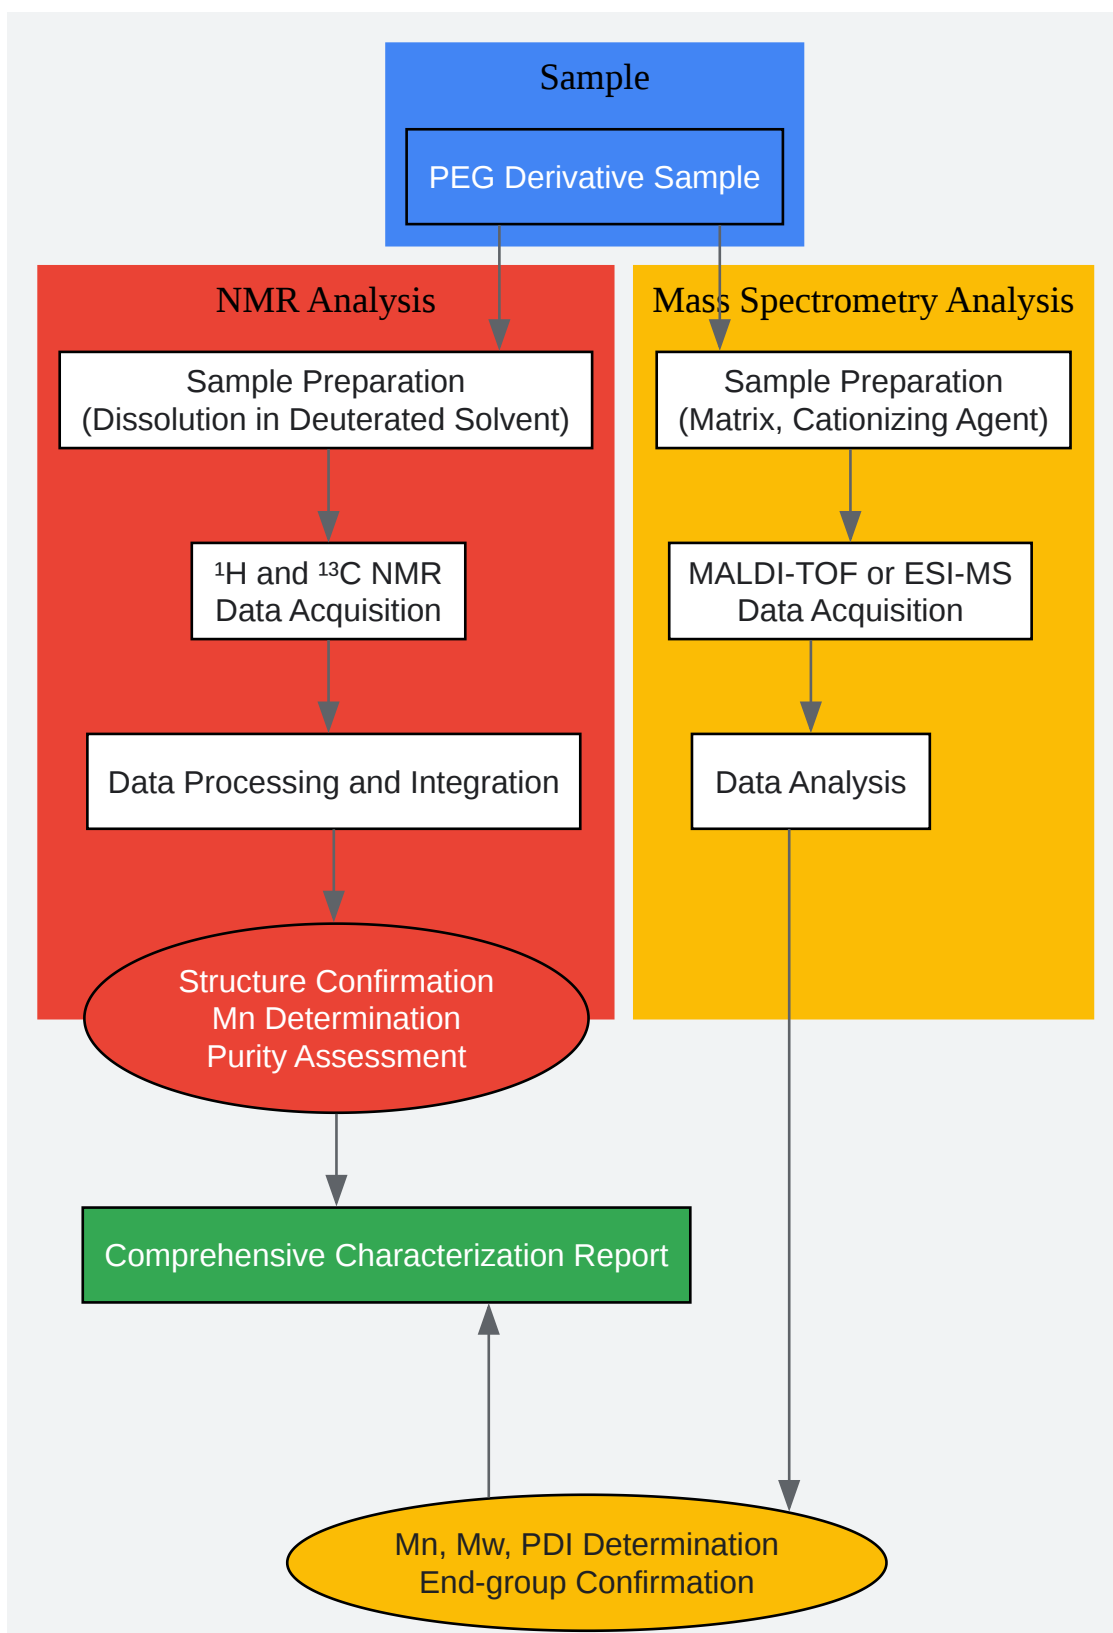 Sample
PEG Derivative Sample
NMR Analysis
Sample Preparation
(Dissolution in Deuterated Solvent)
¹H and ¹³C NMR
Data Acquisition
Data Processing and Integration
Structure Confirmation
Mn Determination
Purity Assessment
Mass Spectrometry Analysis
Sample Preparation
(Matrix, Cationizing Agent)
MALDI-TOF or ESI-MS
Data Acquisition
Data Analysis
Comprehensive Characterization Report
Mn, Mw, PDI Determination
End-group Confirmation